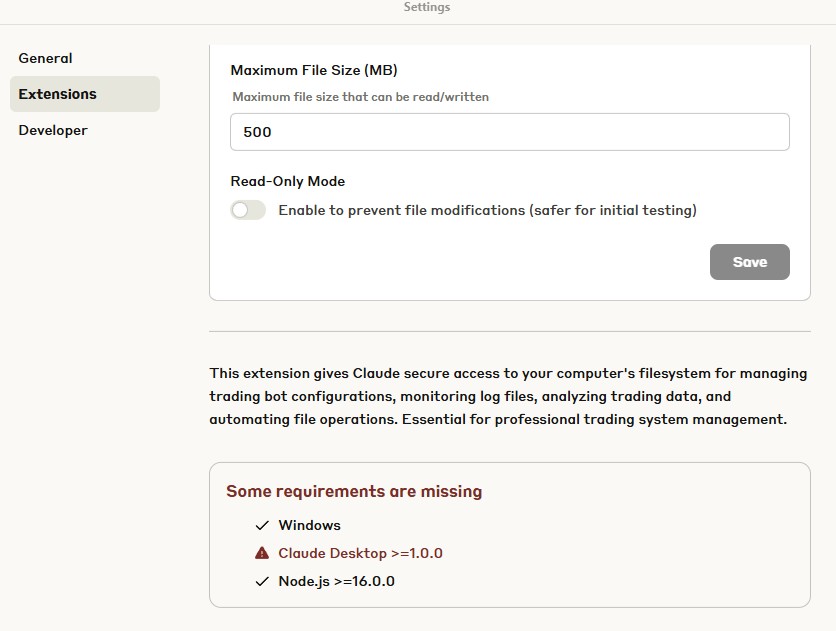 Settings
General
Extensions
Developer
Maximum File Size (MB)
Maximum file size that can be read/written
500
Read-Only Mode
Enable to prevent file modifications (safer for initial testing)
Save
This extension gives Claude secure access to your computer's filesystem for managing
trading bot configurations, monitoring log files, analyzing trading data, and
automating file operations. Essential for professional trading system management.
Some requirements are missing
Windows
Claude Desktop >=1.0.0
Node.js >=16.0.0